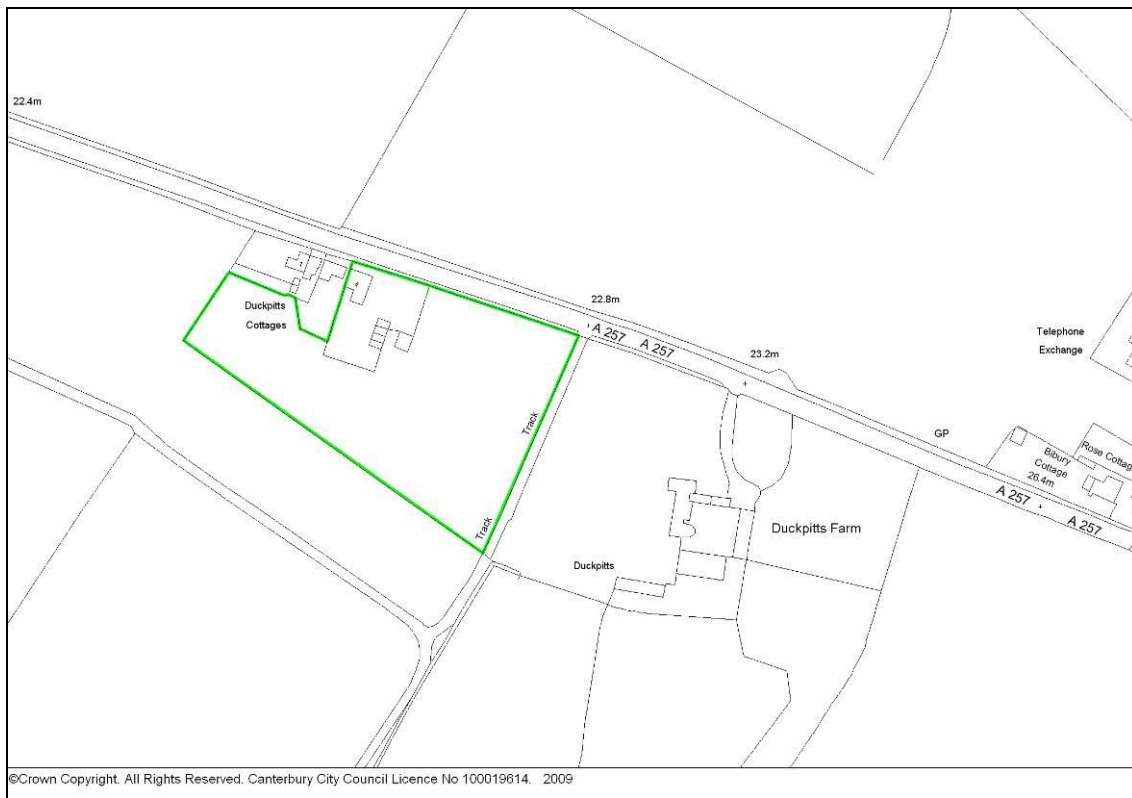 22.4m
Duckpitts
Cottages
4
22.8m
A 257
A 257
23.2m
Telephone
Exchange
Track
Track
GP
Bibury
Cottage
26.4m
Rose Cottag
A 257
A 257
Duckpitts Farm
Duckpitts
©Crown Copyright. All Rights Reserved. Canterbury City Council Licence No 100019614. 2009